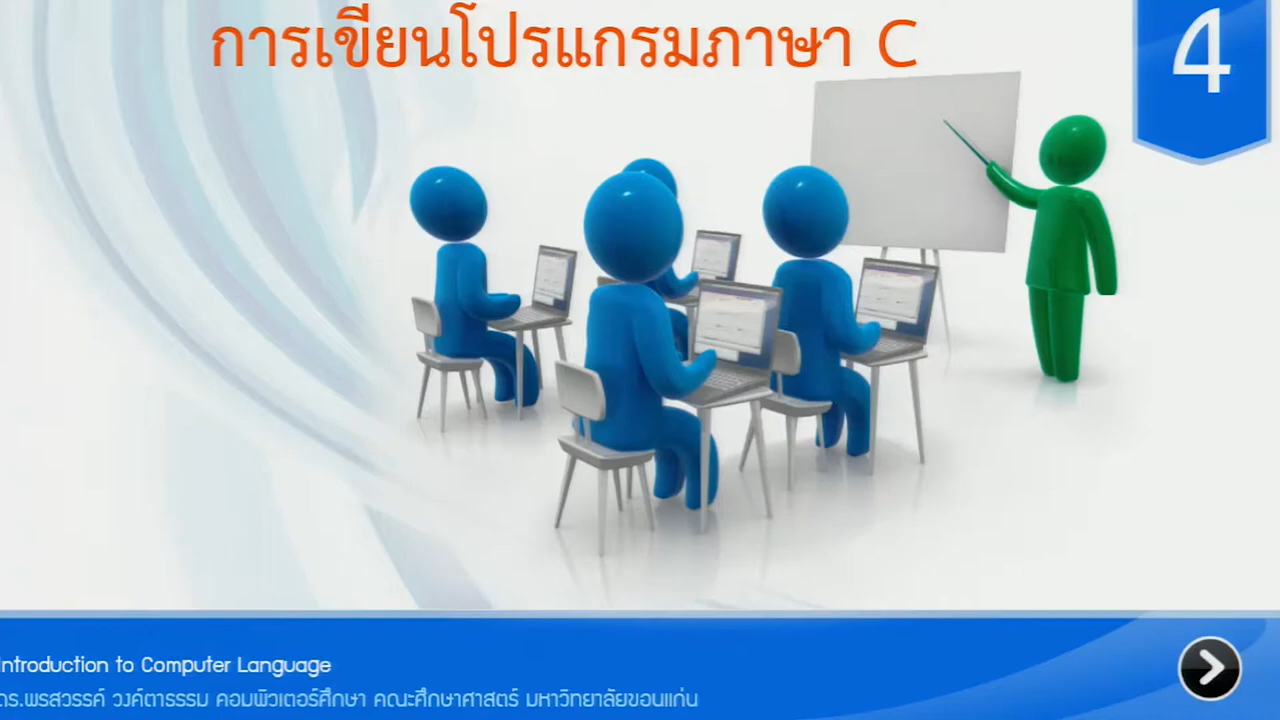 การเขียนโปรแกรมภาษา C
4
Introduction to Computer Language
ดร.พรสวรรค์ วงค์ตาธรรม คอมพิวเตอร์ศึกษา คณะศึกษาศาสตร์ มหาวิทยาลัยขอนแก่น